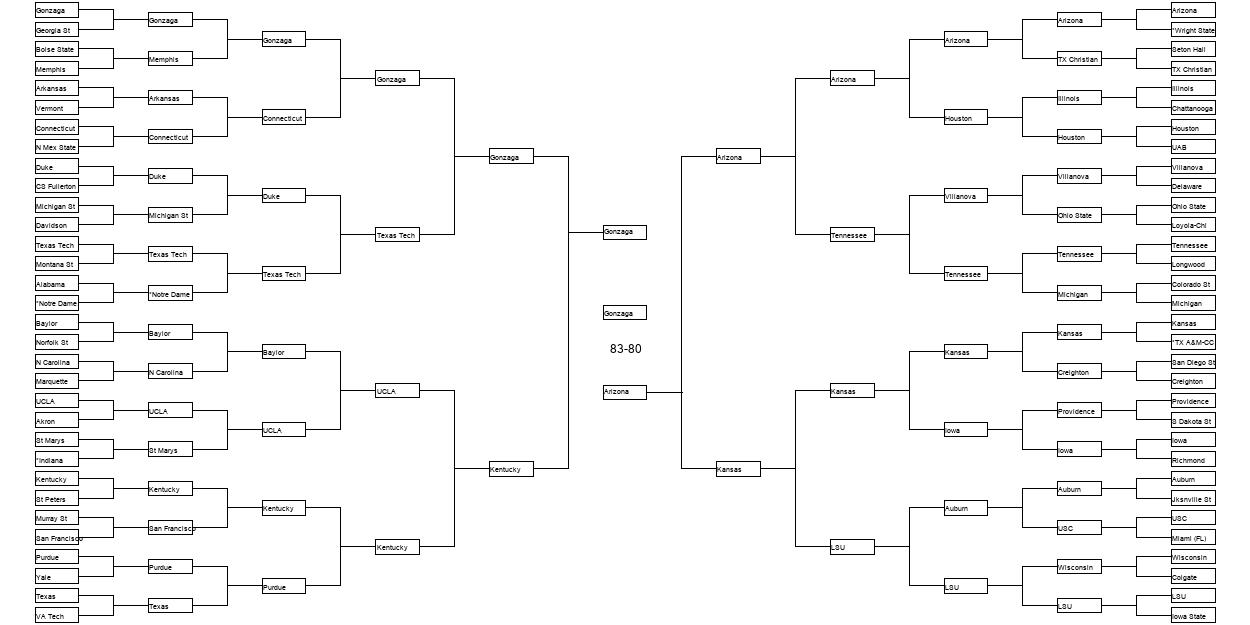 Gonzaga
Georgia St
Boise State
Memphis
Arkansas
Vermont
Connecticut
N Mex State
Duke
CS Fullerton
Michigan St
Davidson
Texas Tech
Montana St
Alabama
*Notre Dame
Baylor
Norfolk St
N Carolina
Marquette
UCLA
Akron
St Marys
*Indiana
Kentucky
St Peters
Murray St
San Francisco
Purdue
Yale
Texas
VA Tech
Gonzaga
Memphis
Arkansas
Connecticut
Duke
Michigan St
Texas Tech
*Notre Dame
Baylor
N Carolina
UCLA
St Marys
Kentucky
San Francisco
Purdue
Texas
Gonzaga
Connecticut
Duke
Texas Tech
Baylor
UCLA
Kentucky
Purdue
Gonzaga
Texas Tech
UCLA
Kentucky
Gonzaga
Kentucky
Gonzaga
Gonzaga
83-80
Arizona
Arizona
Kansas
Arizona
Tennessee
Kansas
LSU
Arizona
Houston
Villanova
Tennessee
Kansas
Iowa
Auburn
LSU
Arizona
TX Christian
Illinois
Houston
Villanova
Ohio State
Tennessee
Michigan
Kansas
Creighton
Providence
Iowa
Auburn
USC
Wisconsin
LSU
Arizona
*Wright State
Seton Hall
TX Christian
Illinois
Chattanooga
Houston
UAB
Villanova
Delaware
Ohio State
Loyola-Chi
Tennessee
Longwood
Colorado St
Michigan
Kansas
*TX A&M-CC
San Diego St
Creighton
Providence
S Dakota St
Iowa
Richmond
Auburn
Jksnville St
USC
Miami (FL)
Wisconsin
Colgate
LSU
Iowa State